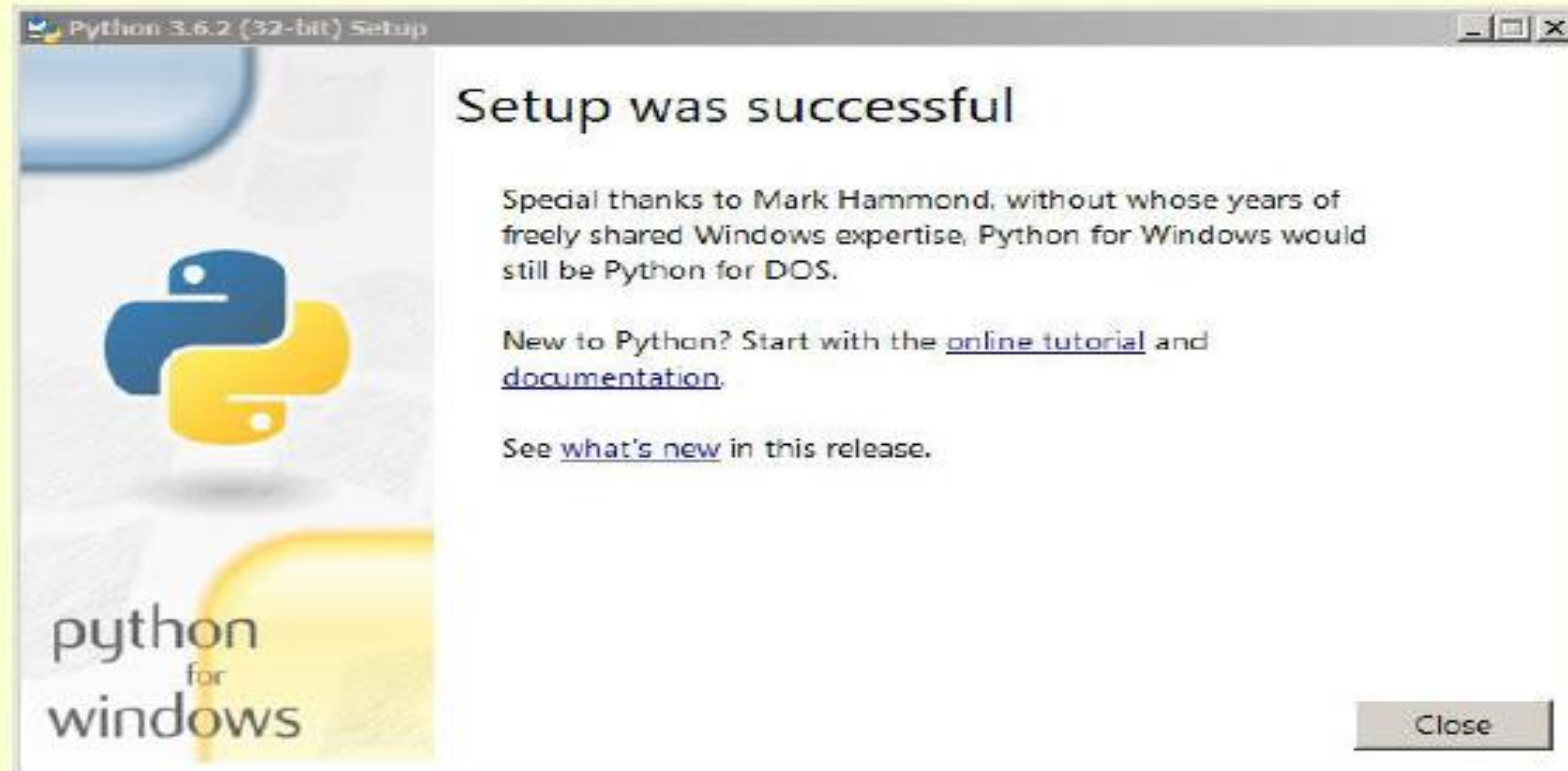 Python 3.6.2 (32-bit) Setup
Setup was successful
Special thanks to Mark Hammond, without whose years of
freely shared Windows expertise, Python for Windows would
still be Python for DOS.
New to Python? Start with the online tutorial and
documentation.
See what's new in this release.
python
for
windows
Close